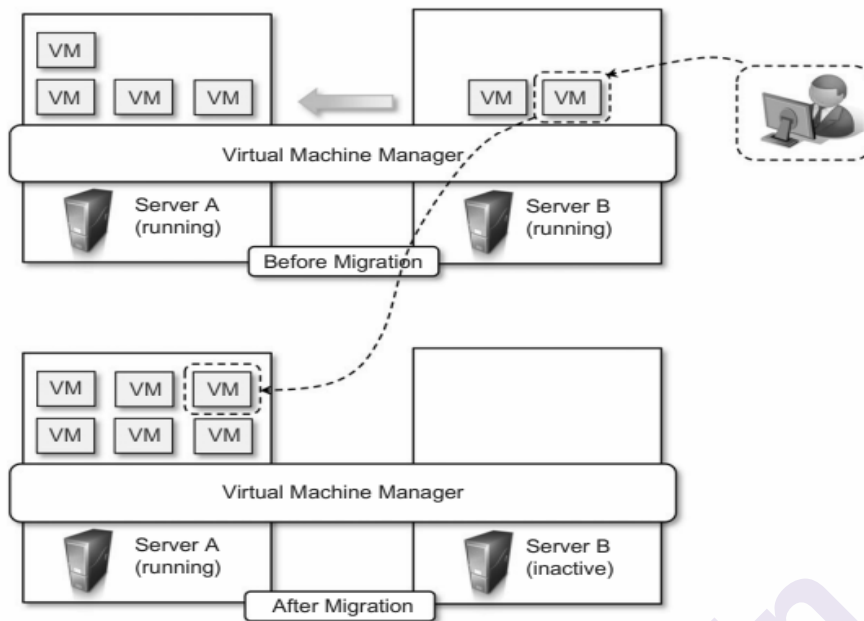 VM
VM VM VM
VM VM
Virtual Machine Manager
Server A
(running)
Server B
(running)
Before Migration
VM VM VM
VM VM VM
Virtual Machine Manager
Server A
(running)
Server B
(inactive)
After Migration